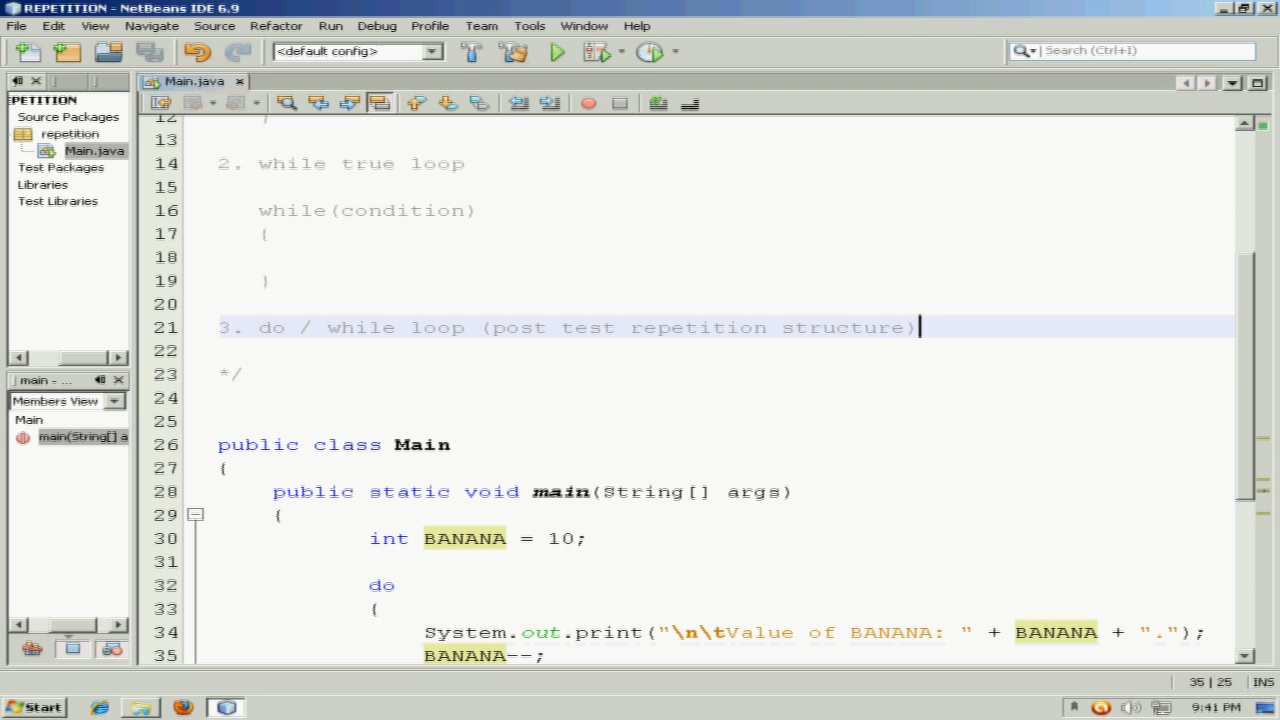 REPETITION - NetBeans IDE 6.9
File Edit View Navigate Source Refactor Run Debug Profile Team Tools Window Help
<default config>
Search (Ctrl+I)
Main.java
EPETITION
Source Packages
repetition
Main.java
Test Packages
Libraries
Test Libraries
main - ...
Members View
Main
main(String[] a
12 }
13
14 2. while true loop
15
16 while(condition)
17 {
18
19 }
20
21 3. do / while loop (post test repetition structure)
22
23 */
24
25
26 public class Main
27 {
28 public static void main(String[] args)
29 {
30 int BANANA = 10;
31
32 do
33 {
34 System.out.print("\n\tValue of BANANA: " + BANANA + ".");
35 BANANA--;
35 | 25 INS
Start
9:41 PM